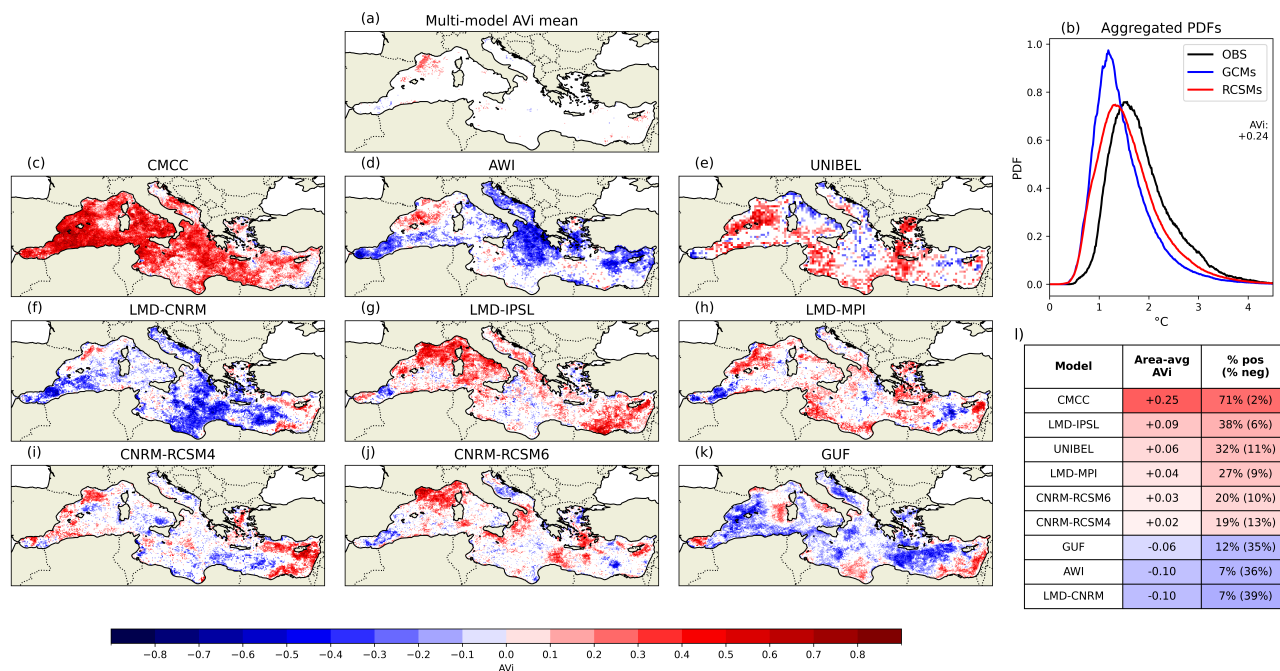 (a) Multi-model AVi mean
(b) Aggregated PDFs
OBS
GCMs
RCSMs
AVi:
+0.24
PDF
1.0
0.8
0.6
0.4
0.2
0.0
0 1 2 3 4
°C
(c) CMCC
(d) AWI
(e) UNIBEL
(f) LMD-CNRM
(g) LMD-IPSL
(h) LMD-MPI
(i) CNRM-RCSM4
(j) CNRM-RCSM6
(k) GUF
l)
Model Area-avg AVi % pos (% neg)
CMCC +0.25 71% (2%)
LMD-IPSL +0.09 38% (6%)
UNIBEL +0.06 32% (11%)
LMD-MPI +0.04 27% (9%)
CNRM-RCSM6 +0.03 20% (10%)
CNRM-RCSM4 +0.02 19% (13%)
GUF -0.06 12% (35%)
AWI -0.10 7% (36%)
LMD-CNRM -0.10 7% (39%)
−0.8 −0.7 −0.6 −0.5 −0.4 −0.3 −0.2 −0.1 0.0 0.1 0.2 0.3 0.4 0.5 0.6 0.7 0.8
AVi